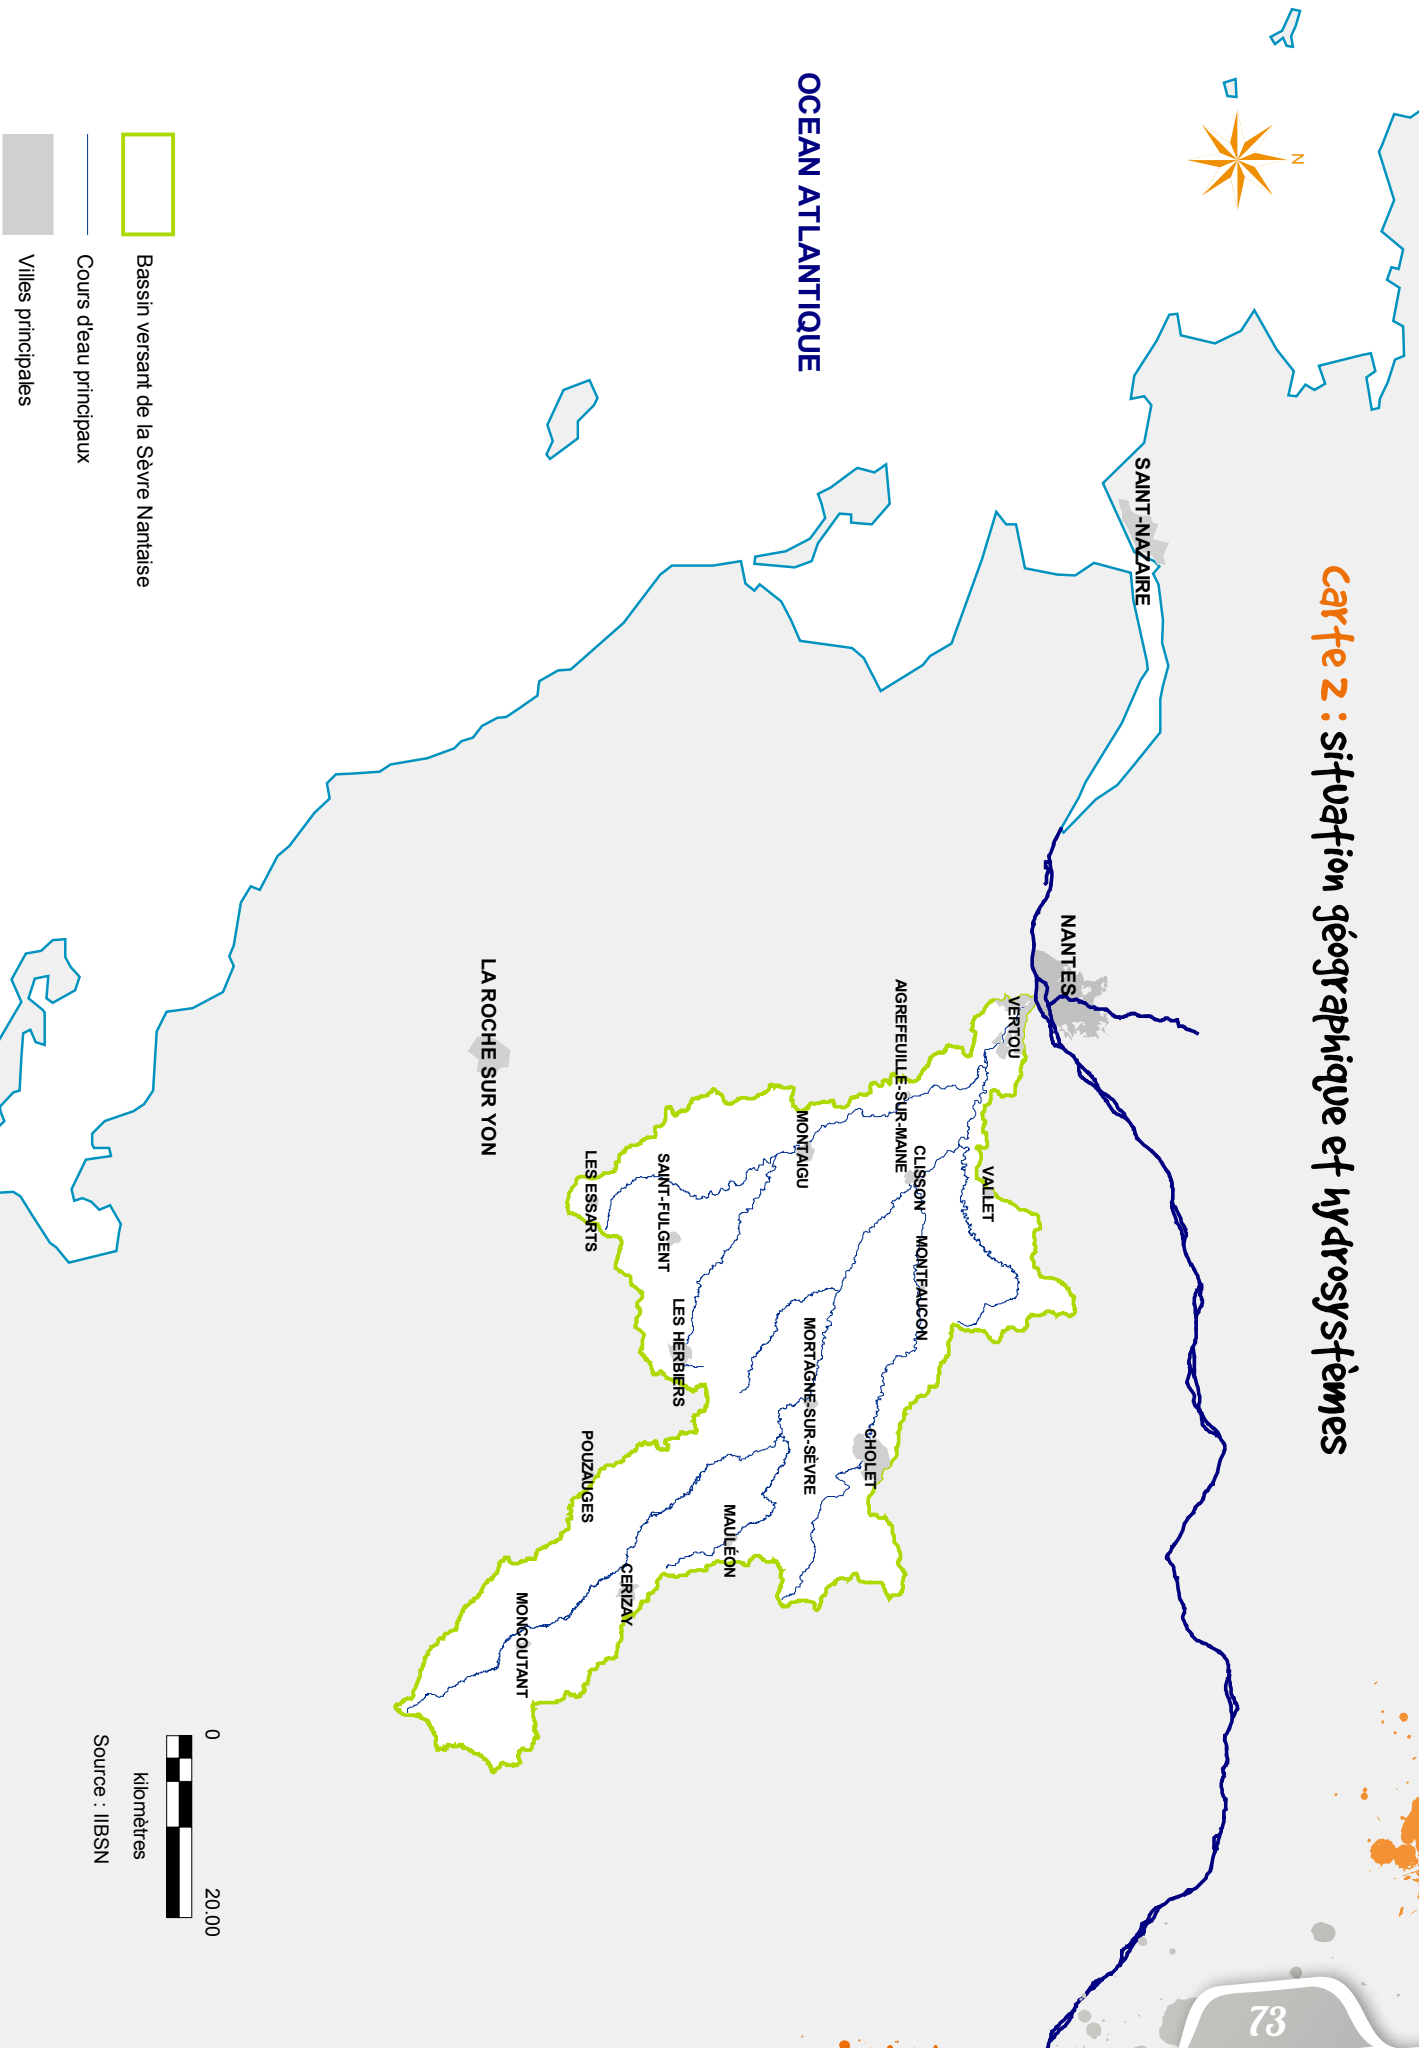 Carte 2 : situation géographique et hydrosystèmes
N
OCEAN ATLANTIQUE
SAINT-NAZAIRE
NANTES
VERTOU
AIGREFEUILLE-SUR-MAINE
VALLET
CLISSON
MONTFAUCON
MONTAIGU
MORTAGNE-SUR-SÈVRE
CHOLET
SAINT-FULGENT
LES ESSARTS
LES HERBIERS
LA ROCHE SUR YON
MAULÉON
POUZAUGES
CERIZAY
MONCOUTANT
Bassin versant de la Sèvre Nantaise
Cours d'eau principaux
Villes principales
0 20.00
kilomètres
Source : IIBSN
73